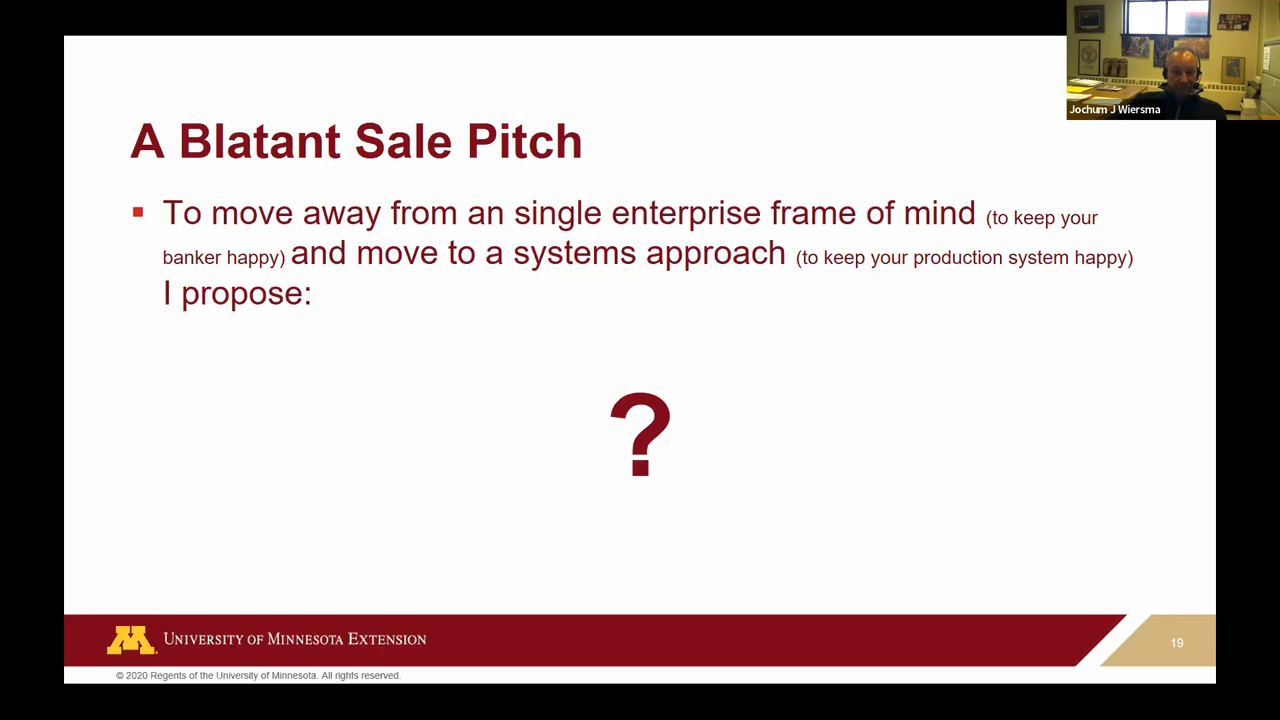 Jochum J Wiersma
A Blatant Sale Pitch
To move away from an single enterprise frame of mind (to keep your
banker happy) and move to a systems approach (to keep your production system happy)
I propose:
?
M UNIVERSITY OF MINNESOTA EXTENSION
19
© 2020 Regents of the University of Minnesota. All rights reserved.